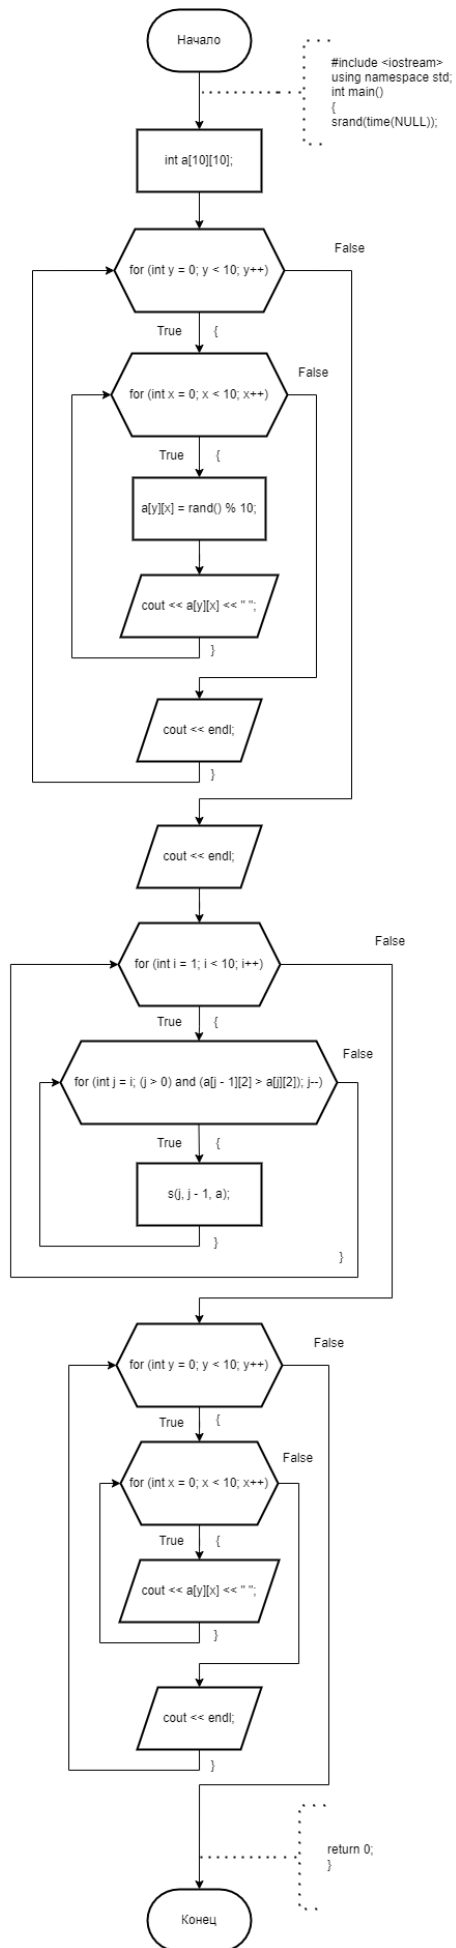 Начало
#include <iostream>
using namespace std;
int main()
{
srand(time(NULL));
int a[10][10];
for (int y = 0; y < 10; y++)
False
True
{
for (int x = 0; x < 10; x++)
False
True
{
a[y][x] = rand() % 10;
cout << a[y][x] << " ";
}
cout << endl;
}
cout << endl;
for (int i = 1; i < 10; i++)
False
True
{
for (int j = i; (j > 0) and (a[j - 1][2] > a[j][2]); j--)
False
True
{
s(j, j - 1, a);
}
}
for (int y = 0; y < 10; y++)
False
True
{
for (int x = 0; x < 10; x++)
False
True
{
cout << a[y][x] << " ";
}
cout << endl;
}
return 0;
}
Конец